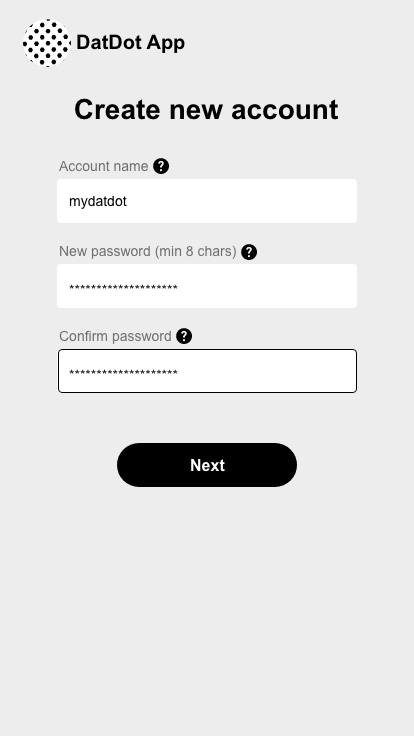 DatDot App
Create new account
Account name ?
mydatdot
New password (min 8 chars) ?
********************
Confirm password ?
********************
Next